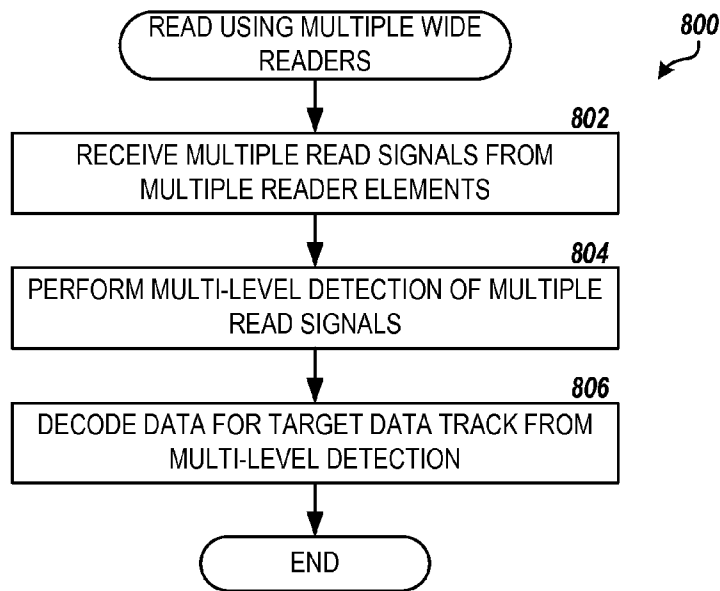 READ USING MULTIPLE WIDE
READERS
800
802
RECEIVE MULTIPLE READ SIGNALS FROM
MULTIPLE READER ELEMENTS
804
PERFORM MULTI-LEVEL DETECTION OF MULTIPLE
READ SIGNALS
806
DECODE DATA FOR TARGET DATA TRACK FROM
MULTI-LEVEL DETECTION
END